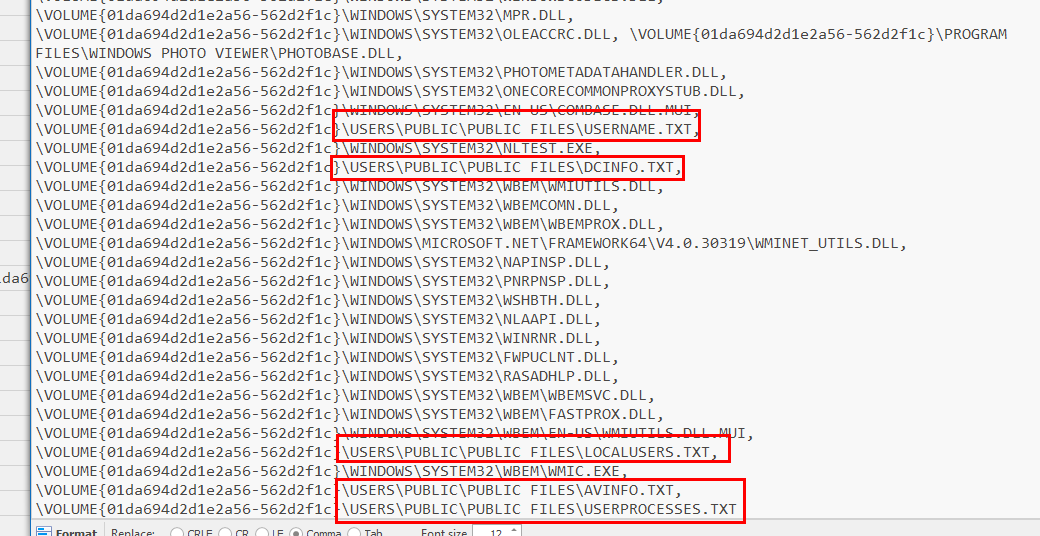 \VOLUME{01da694d2d1e2a56-562d2f1c}\WINDOWS\SYSTEM32\MPR.DLL,
\VOLUME{01da694d2d1e2a56-562d2f1c}\WINDOWS\SYSTEM32\OLEACCRC.DLL, \VOLUME{01da694d2d1e2a56-562d2f1c}\PROGRAM
FILES\WINDOWS PHOTO VIEWER\PHOTOBASE.DLL,
\VOLUME{01da694d2d1e2a56-562d2f1c}\WINDOWS\SYSTEM32\PHOTOMETADATAHANDLER.DLL,
\VOLUME{01da694d2d1e2a56-562d2f1c}\WINDOWS\SYSTEM32\ONECORECOMMONPROXYSTUB.DLL,
\VOLUME{01da694d2d1e2a56-562d2f1c}\WINDOWS\SYSTEM32\EN-US\COMBASE.DLL.MUI,
\VOLUME{01da694d2d1e2a56-562d2f1c}\USERS\PUBLIC\PUBLIC FILES\USERNAME.TXT,
\VOLUME{01da694d2d1e2a56-562d2f1c}\WINDOWS\SYSTEM32\NLTEST.EXE,
\VOLUME{01da694d2d1e2a56-562d2f1c}\USERS\PUBLIC\PUBLIC FILES\DCINFO.TXT,
\VOLUME{01da694d2d1e2a56-562d2f1c}\WINDOWS\SYSTEM32\WBEM\WMIUTILS.DLL,
\VOLUME{01da694d2d1e2a56-562d2f1c}\WINDOWS\SYSTEM32\WBEMCOMN.DLL,
\VOLUME{01da694d2d1e2a56-562d2f1c}\WINDOWS\SYSTEM32\WBEM\WBEMPROX.DLL,
\VOLUME{01da694d2d1e2a56-562d2f1c}\WINDOWS\MICROSOFT.NET\FRAMEWORK64\V4.0.30319\WMINET_UTILS.DLL,
\VOLUME{01da694d2d1e2a56-562d2f1c}\WINDOWS\SYSTEM32\NAPINSP.DLL,
\VOLUME{01da694d2d1e2a56-562d2f1c}\WINDOWS\SYSTEM32\PNRPNSP.DLL,
\VOLUME{01da694d2d1e2a56-562d2f1c}\WINDOWS\SYSTEM32\WSHBTH.DLL,
\VOLUME{01da694d2d1e2a56-562d2f1c}\WINDOWS\SYSTEM32\NLAAPI.DLL,
\VOLUME{01da694d2d1e2a56-562d2f1c}\WINDOWS\SYSTEM32\WINRNR.DLL,
\VOLUME{01da694d2d1e2a56-562d2f1c}\WINDOWS\SYSTEM32\FWPUCLNT.DLL,
\VOLUME{01da694d2d1e2a56-562d2f1c}\WINDOWS\SYSTEM32\RASADHLP.DLL,
\VOLUME{01da694d2d1e2a56-562d2f1c}\WINDOWS\SYSTEM32\WBEM\WBEMSVC.DLL,
\VOLUME{01da694d2d1e2a56-562d2f1c}\WINDOWS\SYSTEM32\WBEM\FASTPROX.DLL,
\VOLUME{01da694d2d1e2a56-562d2f1c}\WINDOWS\SYSTEM32\WBEM\EN-US\WMIUTILS.DLL.MUI,
\VOLUME{01da694d2d1e2a56-562d2f1c}\USERS\PUBLIC\PUBLIC FILES\LOCALUSERS.TXT,
\VOLUME{01da694d2d1e2a56-562d2f1c}\WINDOWS\SYSTEM32\WBEM\WMIC.EXE,
\VOLUME{01da694d2d1e2a56-562d2f1c}\USERS\PUBLIC\PUBLIC FILES\AVINFO.TXT,
\VOLUME{01da694d2d1e2a56-562d2f1c}\USERS\PUBLIC\PUBLIC FILES\USERPROCESSES.TXT
Format Replace: CRLF CR LF Comma Tab Font size 12